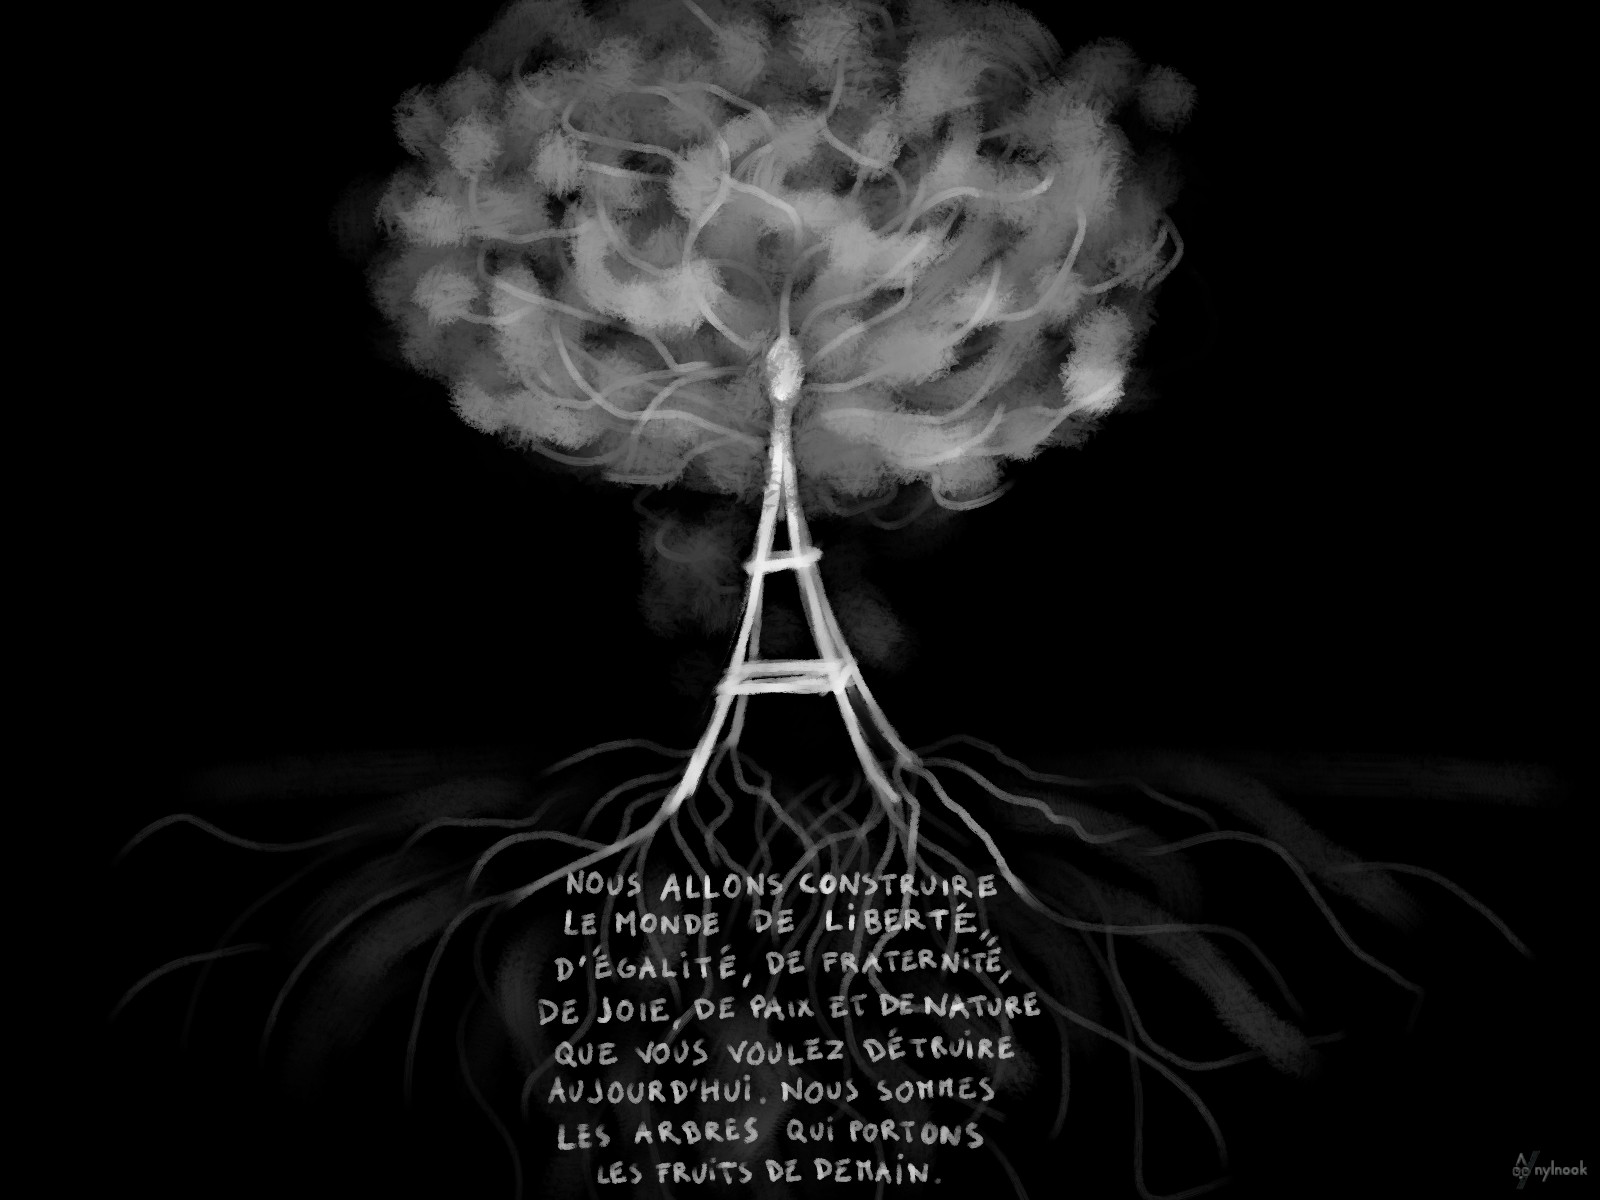 NOUS ALLONS CONSTRUIRE
LE MONDE DE LiBERTÉ,
D'ÉGALiTÉ, DE FRATERNiTÉ,
DE JOIE, DE PAIX ET DE NATURE
QUE VOUS VOULEZ DÉTRUIRE
AUJOURD'HUi. NOUS SOMMES
LES ARBRES QUi PORTONS
LES FRUiTS DE DEMAiN.
nylnook